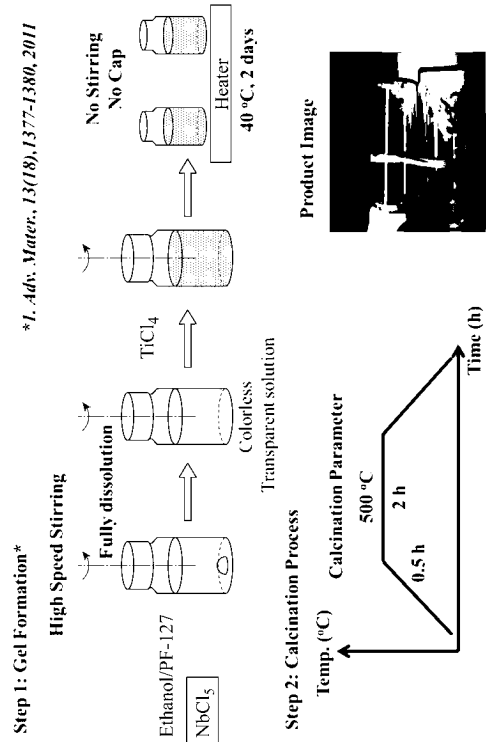 Step 1: Gel Formation*
*1. Adv. Mater., 13(18), 1377-1380, 2011
High Speed Stirring
Fully dissolution
Ethanol/PF-127
NbCl5
Colorless
Transparent solution
TiCl4
No Stirring
No Cap
Heater
40 °C, 2 days
Step 2: Calcination Process
Calcination Parameter
Temp. (°C)
500 °C
0.5 h
2 h
Time (h)
Product Image